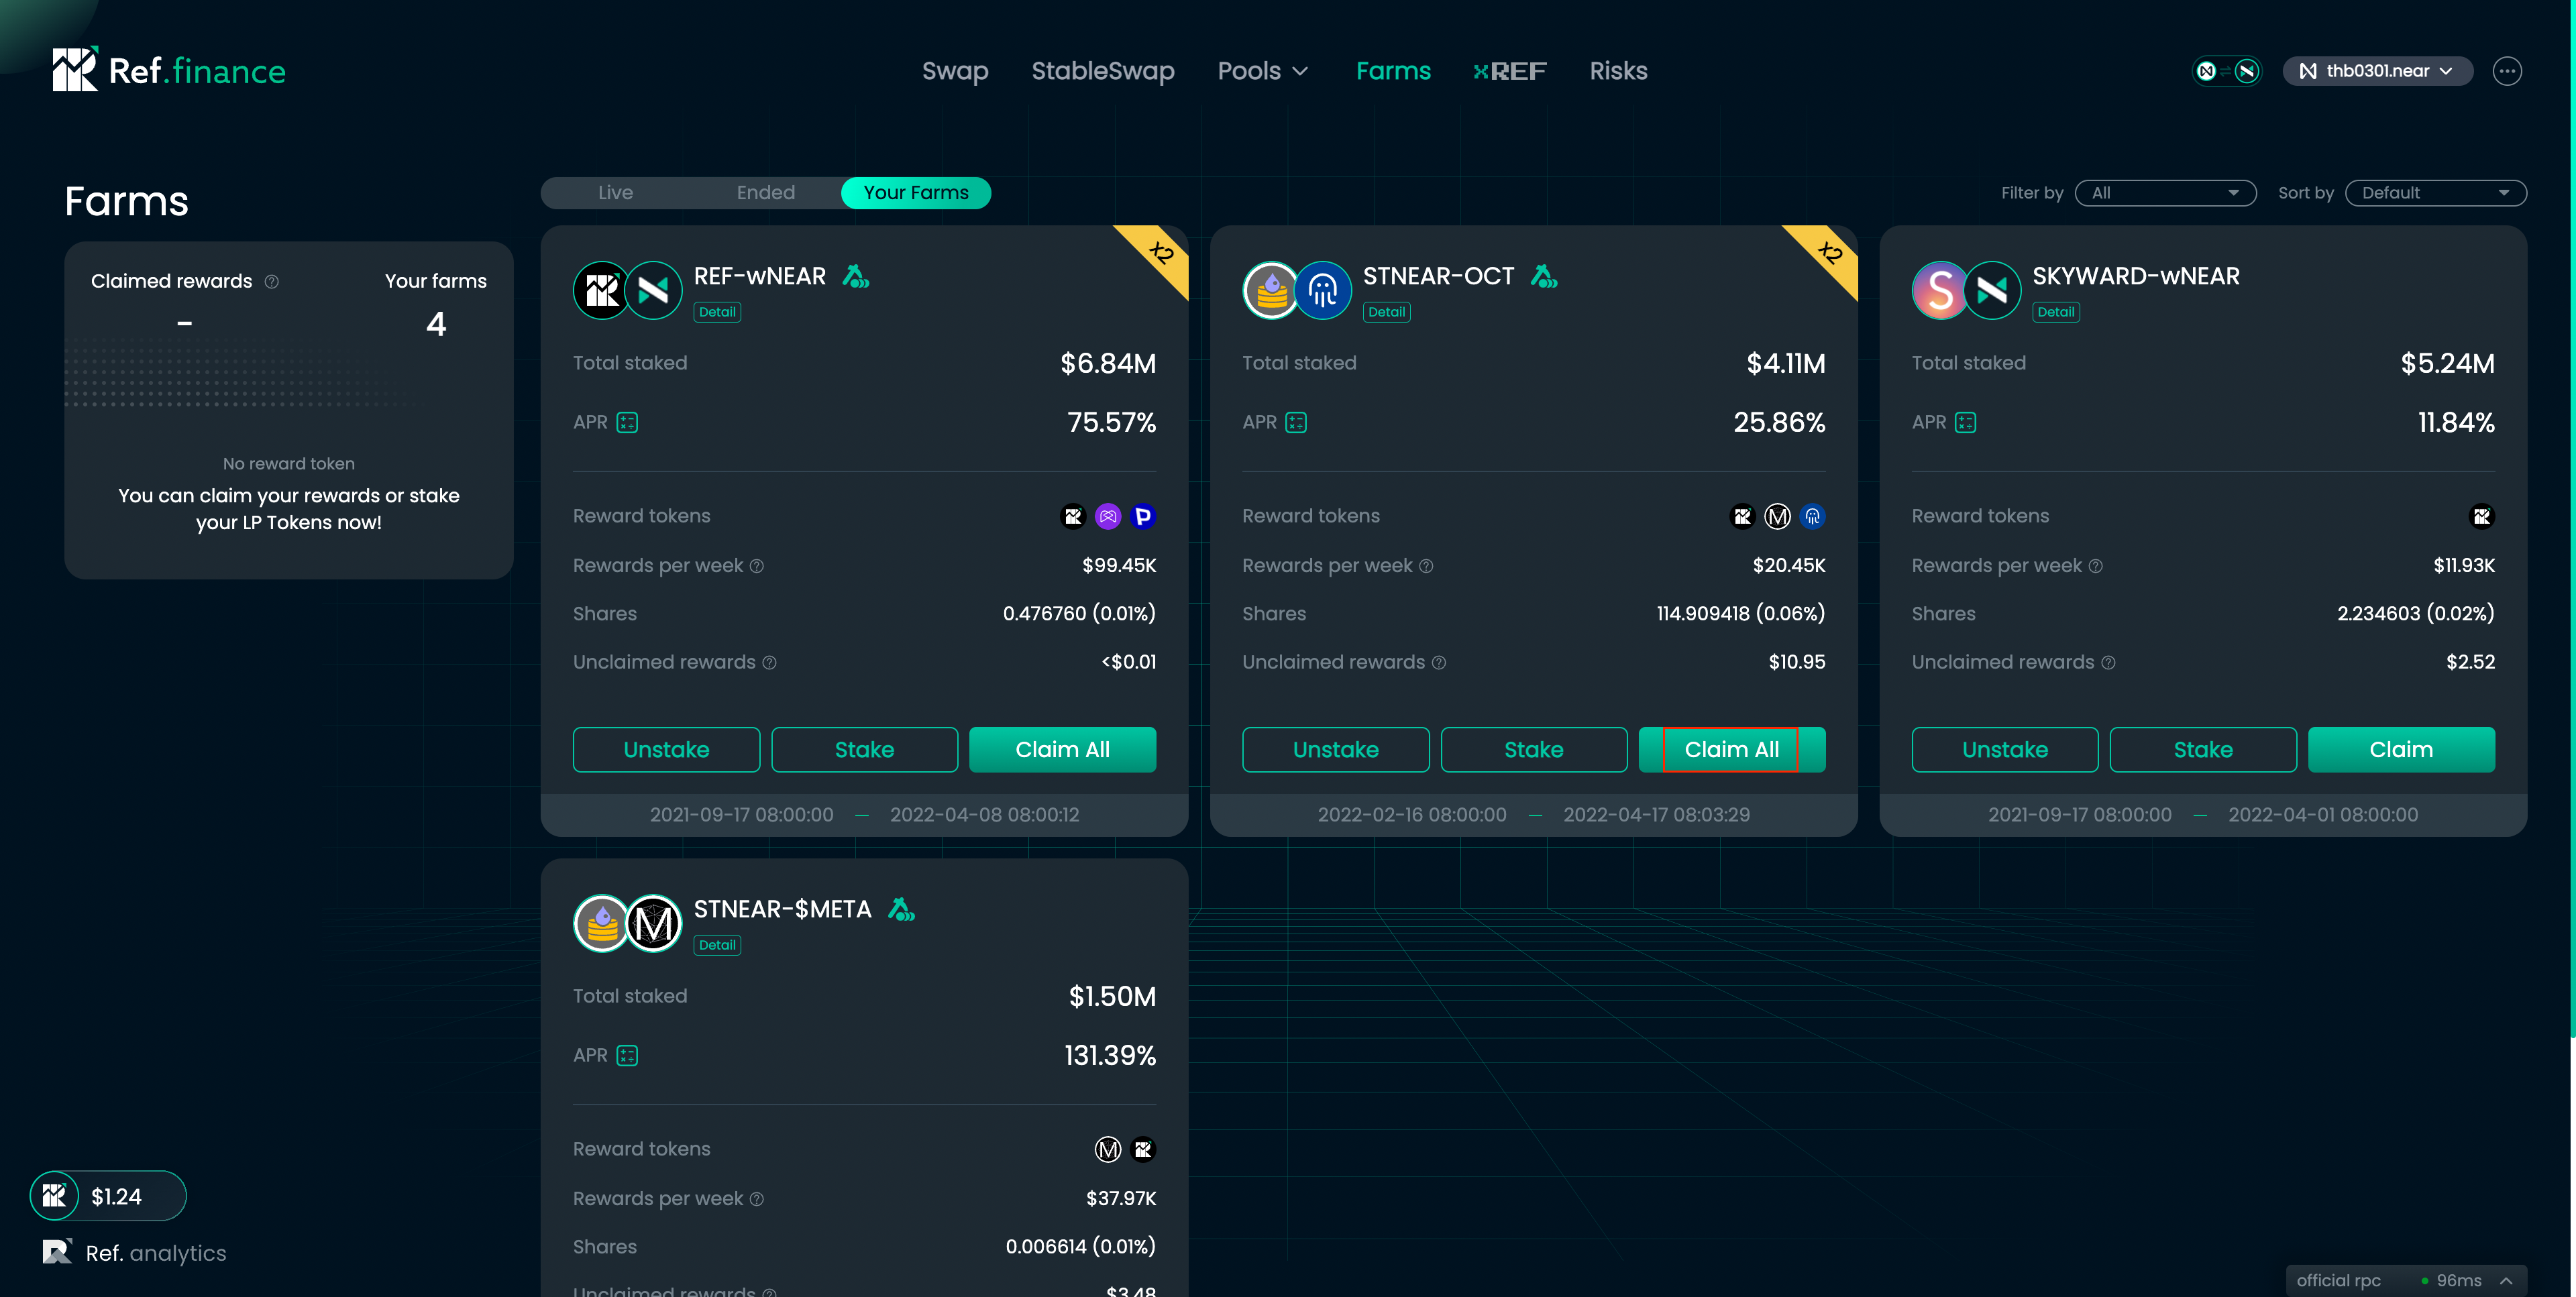 Ref.finance
Swap StableSwap Pools Farms xREF Risks
thb0301.near
Farms
Live Ended Your Farms
Filter by All Sort by Default
Claimed rewards Your farms
- 4
No reward token
You can claim your rewards or stake
your LP Tokens now!
x2
REF-wNEAR
Detail
Total staked $6.84M
APR 75.57%
Reward tokens
Rewards per week $99.45K
Shares 0.476760 (0.01%)
Unclaimed rewards <$0.01
Unstake Stake Claim All
2021-09-17 08:00:00 — 2022-04-08 08:00:12
x2
STNEAR-OCT
Detail
Total staked $4.11M
APR 25.86%
Reward tokens
Rewards per week $20.45K
Shares 114.909418 (0.06%)
Unclaimed rewards $10.95
Unstake Stake Claim All
2022-02-16 08:00:00 — 2022-04-17 08:03:29
SKYWARD-wNEAR
Detail
Total staked $5.24M
APR 11.84%
Reward tokens
Rewards per week $11.93K
Shares 2.234603 (0.02%)
Unclaimed rewards $2.52
Unstake Stake Claim
2021-09-17 08:00:00 — 2022-04-01 08:00:00
STNEAR-$META
Detail
Total staked $1.50M
APR 131.39%
Reward tokens
Rewards per week $37.97K
Shares 0.006614 (0.01%)
Unclaimed rewards $3.48
$1.24
Ref. analytics
official rpc 96ms